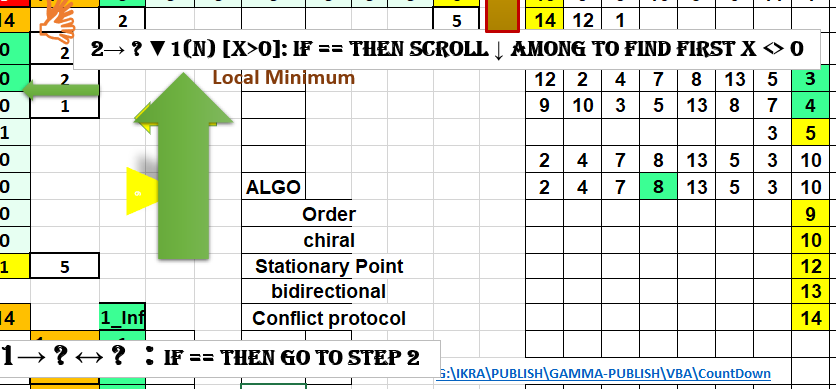 14 2 5 14 12 1
2→ ? ▼ 1(N) [X>0]: IF == THEN SCROLL ↓ AMONG TO FIND FIRST X <> 0
0 2
0 2 Local Minimum 12 2 4 7 8 13 5 3
0 1 9 10 3 5 13 8 7 4
1 3 5
0 2 4 7 8 13 5 3 10
0 ALGO 2 4 7 8 13 5 3 10
0 Order 9
0 chiral 10
1 5 Stationary Point 12
bidirectional 13
14 1_Inf Conflict protocol 14
1→ ? ↔ ? : IF == THEN GO TO STEP 2
G:\IKRA\PUBLISH\GAMMA-PUBLISH\VBA\CountDown